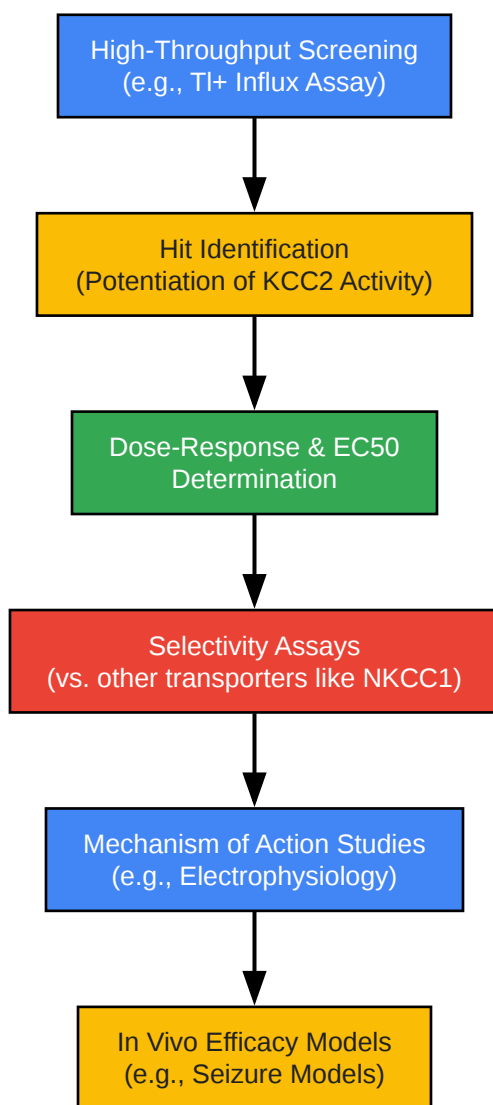 High-Throughput Screening
(e.g., Tl+ Influx Assay)
Hit Identification
(Potentiation of KCC2 Activity)
Dose-Response & EC50
Determination
Selectivity Assays
(vs. other transporters like NKCC1)
Mechanism of Action Studies
(e.g., Electrophysiology)
In Vivo Efficacy Models
(e.g., Seizure Models)